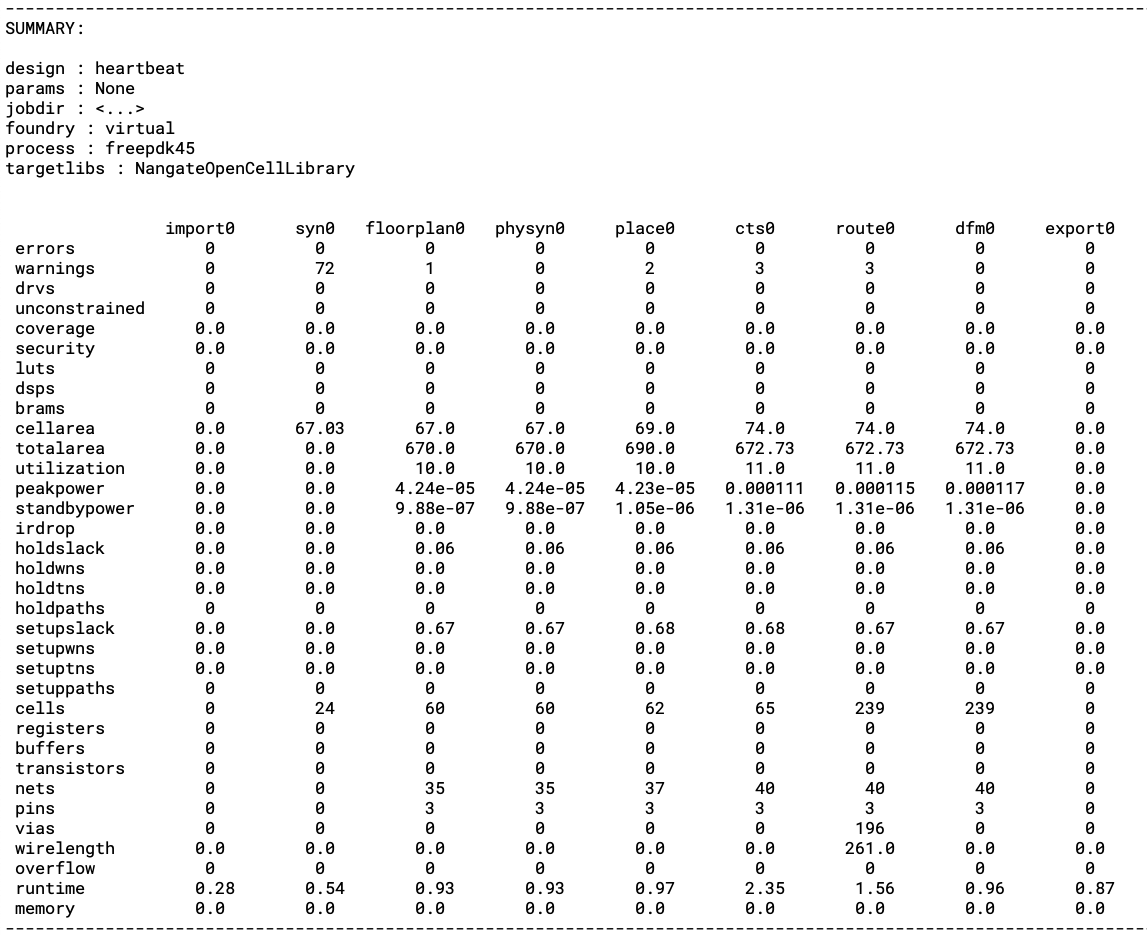 --------------------------------------------------------------------------------------------------------------------
SUMMARY:
design : heartbeat
params : None
jobdir : <...>
foundry : virtual
process : freepdk45
targetlibs : NangateOpenCellLibrary
import0 syn0 floorplan0 physyn0 place0 cts0 route0 dfm0 export0
errors 0 0 0 0 0 0 0 0 0
warnings 0 72 1 0 2 3 3 0 0
drvs 0 0 0 0 0 0 0 0 0
unconstrained 0 0 0 0 0 0 0 0 0
coverage 0.0 0.0 0.0 0.0 0.0 0.0 0.0 0.0 0.0
security 0.0 0.0 0.0 0.0 0.0 0.0 0.0 0.0 0.0
luts 0 0 0 0 0 0 0 0 0
dsps 0 0 0 0 0 0 0 0 0
brams 0 0 0 0 0 0 0 0 0
cellarea 0.0 67.03 67.0 67.0 69.0 74.0 74.0 74.0 0.0
totalarea 0.0 0.0 670.0 670.0 690.0 672.73 672.73 672.73 0.0
utilization 0.0 0.0 10.0 10.0 10.0 11.0 11.0 11.0 0.0
peakpower 0.0 0.0 4.24e-05 4.24e-05 4.23e-05 0.000111 0.000115 0.000117 0.0
standbypower 0.0 0.0 9.88e-07 9.88e-07 1.05e-06 1.31e-06 1.31e-06 1.31e-06 0.0
irdrop 0.0 0.0 0.0 0.0 0.0 0.0 0.0 0.0 0.0
holdslack 0.0 0.0 0.06 0.06 0.06 0.06 0.06 0.06 0.0
holdwns 0.0 0.0 0.0 0.0 0.0 0.0 0.0 0.0 0.0
holdtns 0.0 0.0 0.0 0.0 0.0 0.0 0.0 0.0 0.0
holdpaths 0 0 0 0 0 0 0 0 0
setupslack 0.0 0.0 0.67 0.67 0.68 0.68 0.67 0.67 0.0
setupwns 0.0 0.0 0.0 0.0 0.0 0.0 0.0 0.0 0.0
setuptns 0.0 0.0 0.0 0.0 0.0 0.0 0.0 0.0 0.0
setuppaths 0 0 0 0 0 0 0 0 0
cells 0 24 60 60 62 65 239 239 0
registers 0 0 0 0 0 0 0 0 0
buffers 0 0 0 0 0 0 0 0 0
transistors 0 0 0 0 0 0 0 0 0
nets 0 0 35 35 37 40 40 40 0
pins 0 0 3 3 3 3 3 3 0
vias 0 0 0 0 0 0 196 0 0
wirelength 0.0 0.0 0.0 0.0 0.0 0.0 261.0 0.0 0.0
overflow 0 0 0 0 0 0 0 0 0
runtime 0.28 0.54 0.93 0.93 0.97 2.35 1.56 0.96 0.87
memory 0.0 0.0 0.0 0.0 0.0 0.0 0.0 0.0 0.0
--------------------------------------------------------------------------------------------------------------------